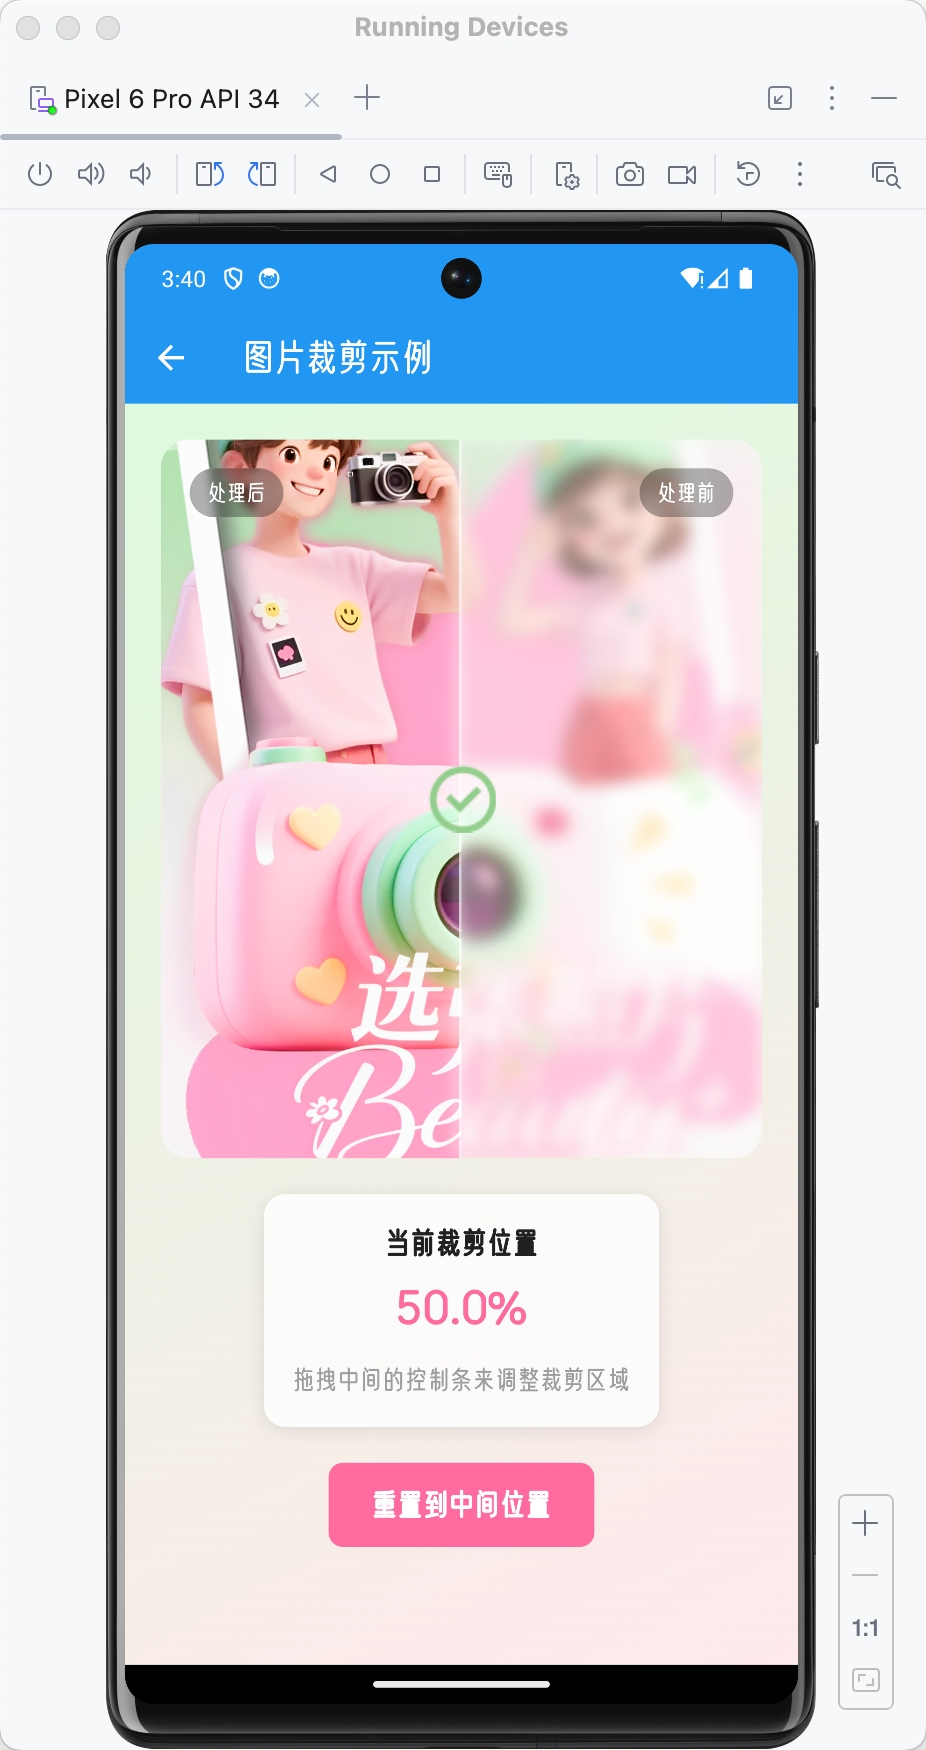 Running Devices
Pixel 6 Pro API 34
3:40
图片裁剪示例
处理后
处理前
选
Beauty
当前裁剪位置
50.0%
拖拽中间的控制条来调整裁剪区域
重置到中间位置
1:1